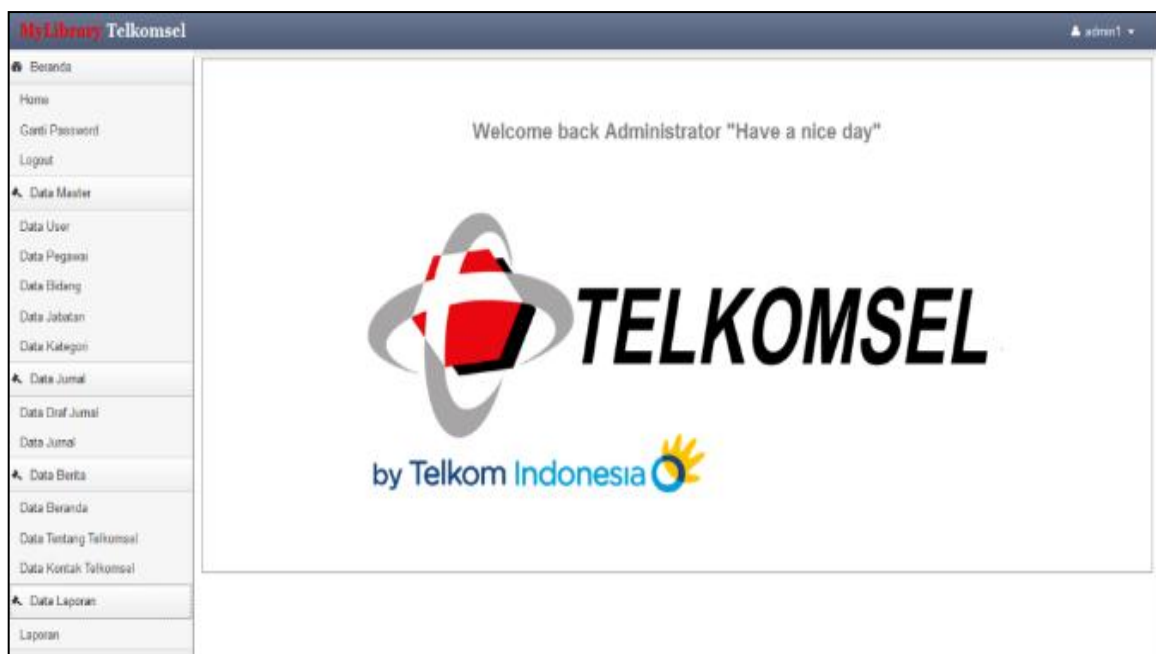 MyLibrary Telkomsel
admin1
Beranda
Home
Ganti Password
Logout
Data Master
Data User
Data Pegawai
Data Bidang
Data Jabatan
Data Kategori
Data Jurnal
Data Draf Jurnal
Data Jurnal
Data Berita
Data Beranda
Data Tentang Telkomsel
Data Kontak Telkomsel
Data Laporan
Laporan
Welcome back Administrator "Have a nice day"
TELKOMSEL
by Telkom Indonesia